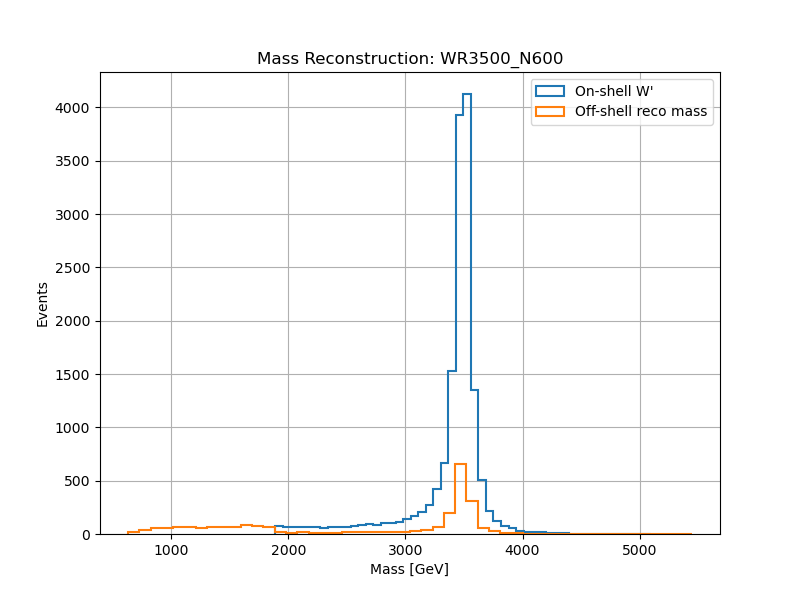 Mass Reconstruction: WR3500_N600
On-shell W'
Off-shell reco mass
4000
3500
3000
2500
2000
1500
1000
500
0
Events
1000
2000
3000
4000
5000
Mass [GeV]